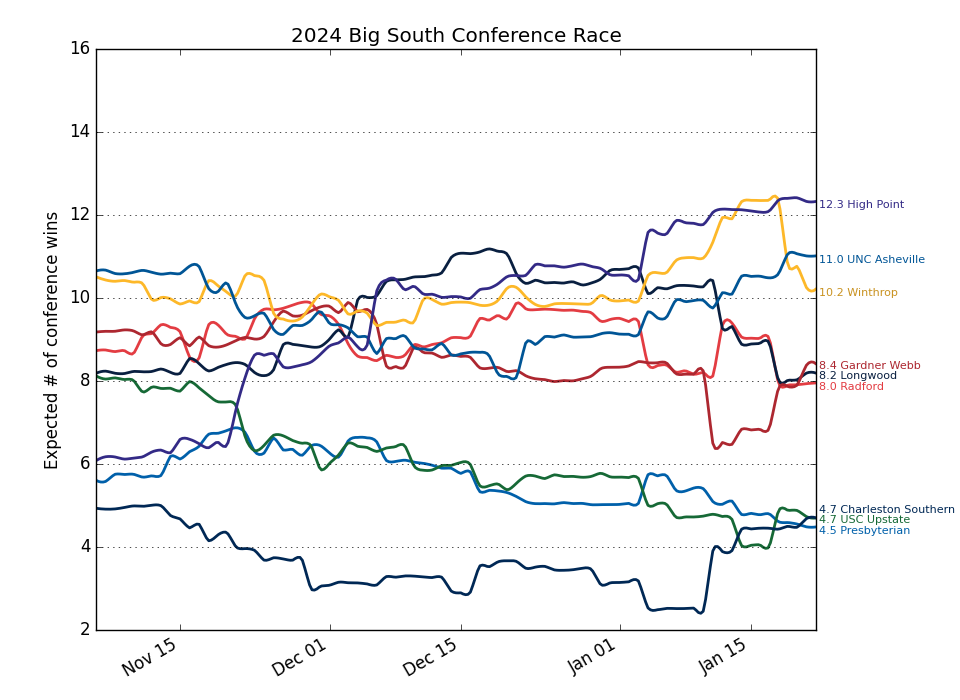 2024 Big South Conference Race
Expected # of conference wins
16
14
12
10
8
6
4
2
Nov 15
Dec 01
Dec 15
Jan 01
Jan 15
12.3 High Point
11.0 UNC Asheville
10.2 Winthrop
8.4 Gardner Webb
8.2 Longwood
8.0 Radford
4.7 Charleston Southern
4.7 USC Upstate
4.5 Presbyterian